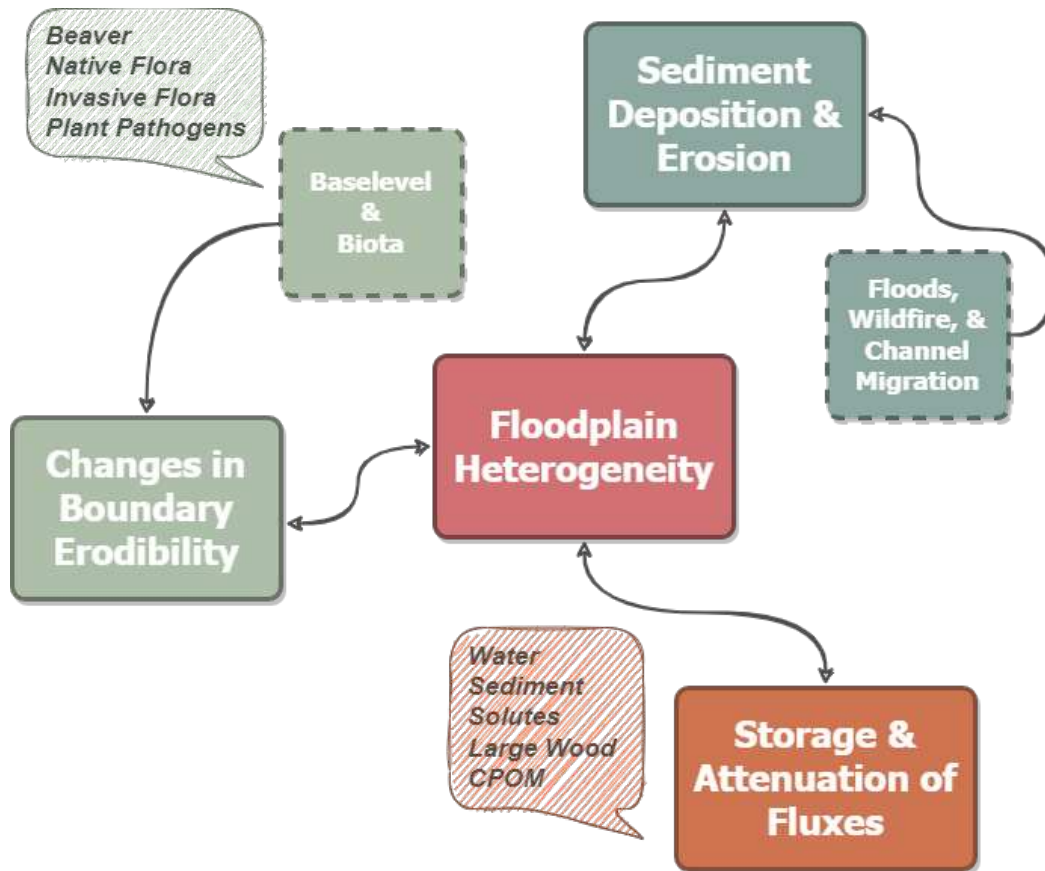 Beaver
Native Flora
Invasive Flora
Plant Pathogens
Sediment
Deposition &
Erosion
Baselevel
&
Biota
Floods,
Wildfire, &
Channel
Migration
Floodplain
Heterogeneity
Changes in
Boundary
Erodibility
Water
Sediment
Solutes
Large Wood
CPOM
Storage &
Attenuation of
Fluxes